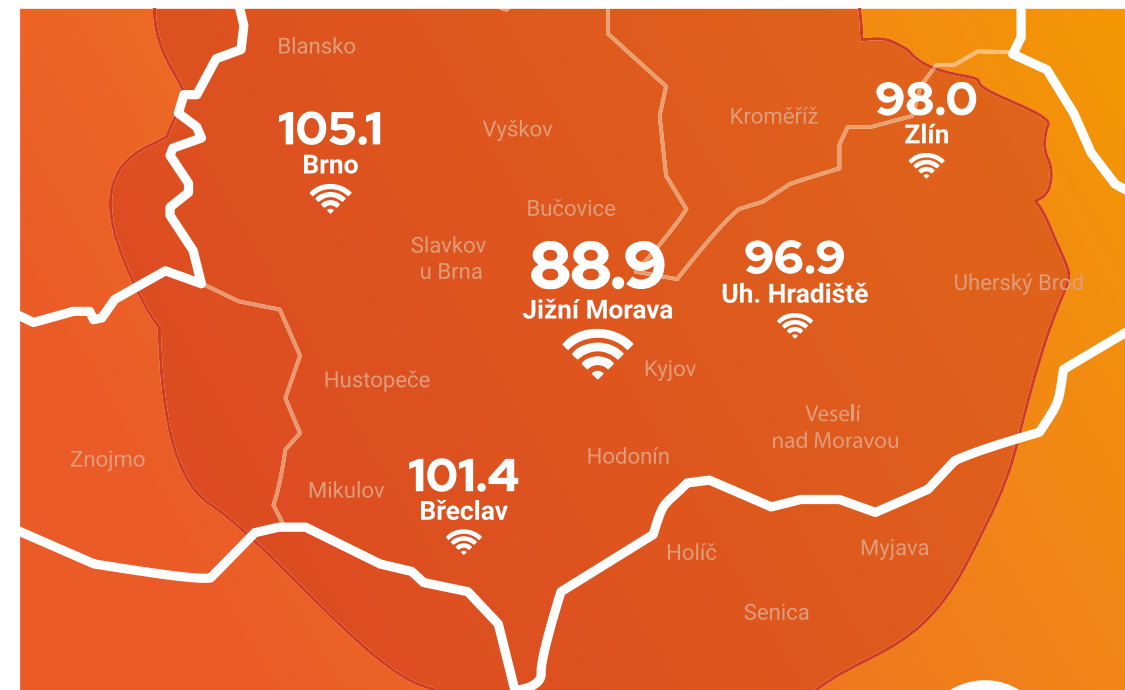 Blansko
105.1
Brno
Vyškov
Kroměříž
98.0
Zlín
Bučovice
Slavkov
u Brna
88.9
Jižní Morava
96.9
Uh. Hradiště
Uherský Brod
Hustopeče
Kyjov
Veselí
nad Moravou
Znojmo
Mikulov
101.4
Břeclav
Hodonín
Holíč
Myjava
Senica